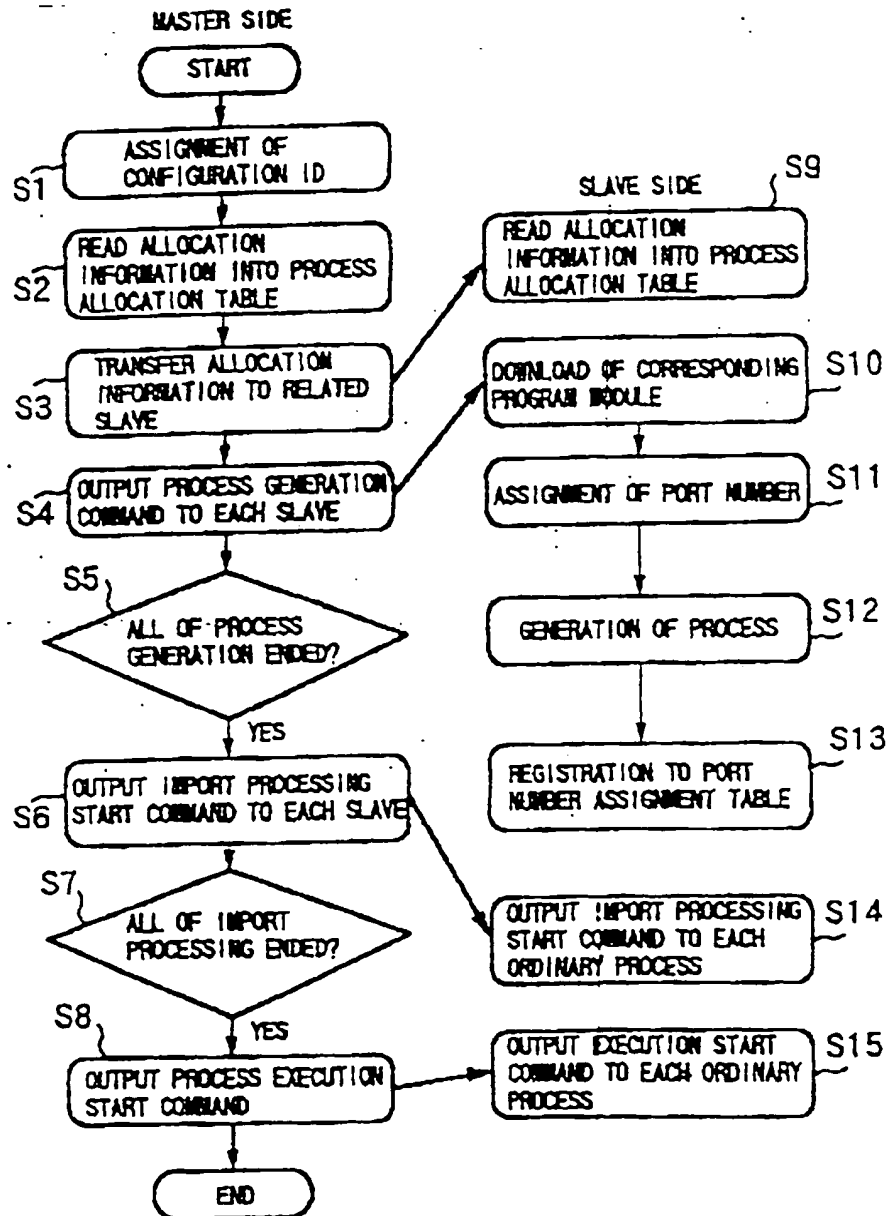 MASTER SIDE
START
S1
ASSIGNMENT OF
CONFIGURATION ID
S2
READ ALLOCATION
INFORMATION INTO PROCESS
ALLOCATION TABLE
S3
TRANSFER ALLOCATION
INFORMATION TO RELATED
SLAVE
S4
OUTPUT PROCESS GENERATION
COMMAND TO EACH SLAVE
S5
ALL OF PROCESS
GENERATION ENDED?
YES
S6
OUTPUT IMPORT PROCESSING
START COMMAND TO EACH SLAVE
S7
ALL OF IMPORT
PROCESSING ENDED?
YES
S8
OUTPUT PROCESS EXECUTION
START COMMAND
END
SLAVE SIDE
S9
READ ALLOCATION
INFORMATION INTO PROCESS
ALLOCATION TABLE
S10
DOWNLOAD OF CORRESPONDING
PROGRAM MODULE
S11
ASSIGNMENT OF PORT NUMBER
S12
GENERATION OF PROCESS
S13
REGISTRATION TO PORT
NUMBER ASSIGNMENT TABLE
S14
OUTPUT IMPORT PROCESSING
START COMMAND TO EACH
ORDINARY PROCESS
S15
OUTPUT EXECUTION START
COMMAND TO EACH ORDINARY
PROCESS